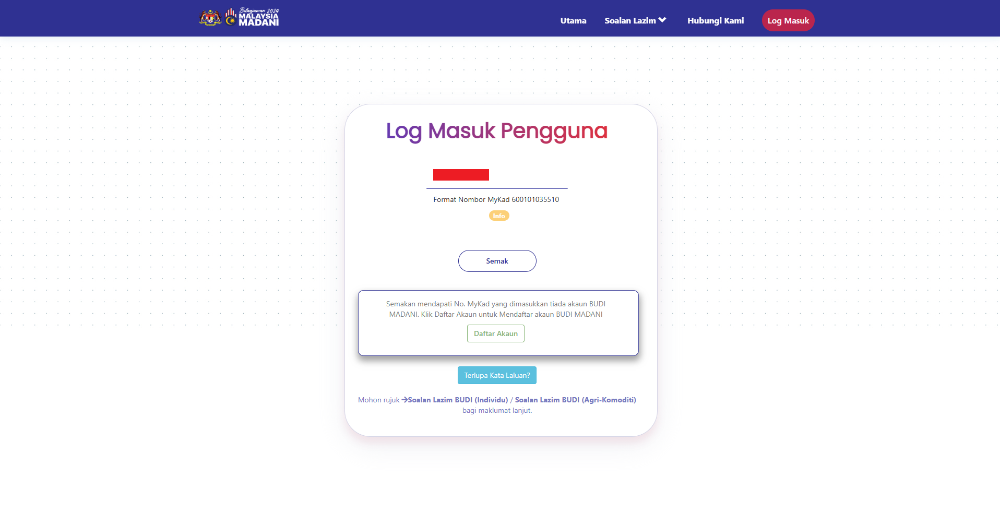 Belanjawan 2024
MALAYSIA
MADANI
Utama
Soalan Lazim
Hubungi Kami
Log Masuk
Log Masuk Pengguna
Format Nombor MyKad 600101035510
Info
Semak
Semakan mendapati No. MyKad yang dimasukkan tiada akaun BUDI
MADANI. Klik Daftar Akaun untuk Mendaftar akaun BUDI MADANI
Daftar Akaun
Terlupa Kata Laluan?
Mohon rujuk →Soalan Lazim BUDI (Individu) / Soalan Lazim BUDI (Agri-Komoditi)
bagi maklumat lanjut.